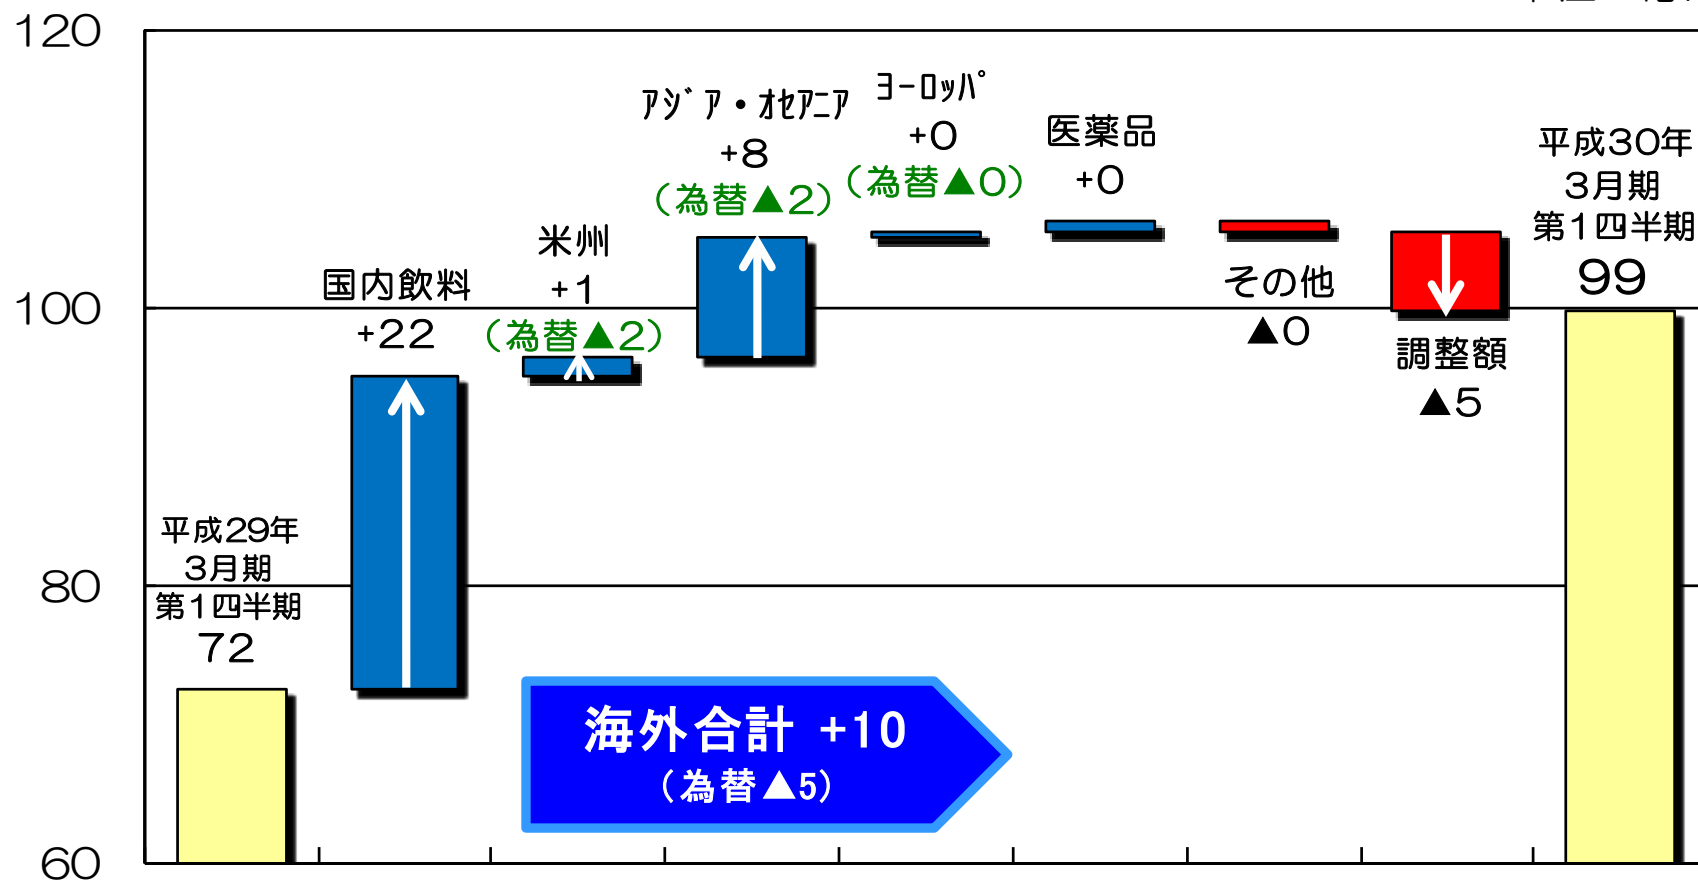 120
100
80
60
平成29年
3月期
第1四半期
72
国内飲料
+22
米州
+1
(為替▲2)
ｱｼﾞｱ・ｵｾｱﾆｱ
+8
(為替▲2)
ﾖｰﾛｯﾊﾟ
+0
(為替▲0)
医薬品
+0
その他
▲0
調整額
▲5
平成30年
3月期
第1四半期
99
海外合計 +10
(為替▲5)